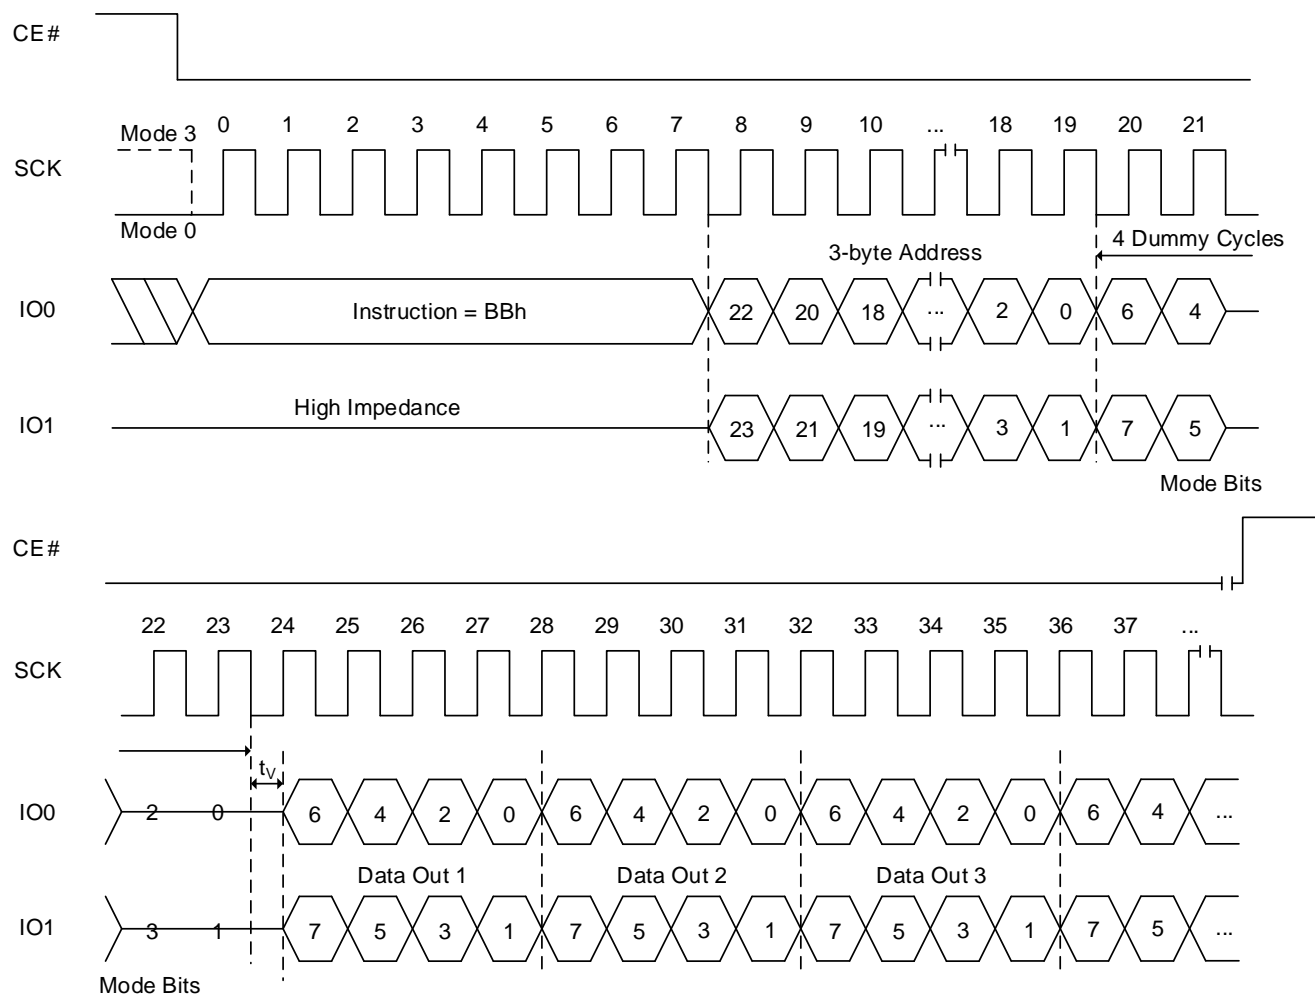 CE#
Mode 3 0 1 2 3 4 5 6 7 8 9 10 ... 18 19 20 21
SCK
Mode 0
3-byte Address 4 Dummy Cycles
IO0 Instruction = BBh 22 20 18 ... 2 0 6 4
High Impedance
IO1 23 21 19 ... 3 1 7 5
Mode Bits
CE#
22 23 24 25 26 27 28 29 30 31 32 33 34 35 36 37 ...
SCK
tV
IO0 2 0 6 4 2 0 6 4 2 0 6 4 2 0 6 4 ...
Data Out 1 Data Out 2 Data Out 3
IO1 3 1 7 5 3 1 7 5 3 1 7 5 3 1 7 5 ...
Mode Bits